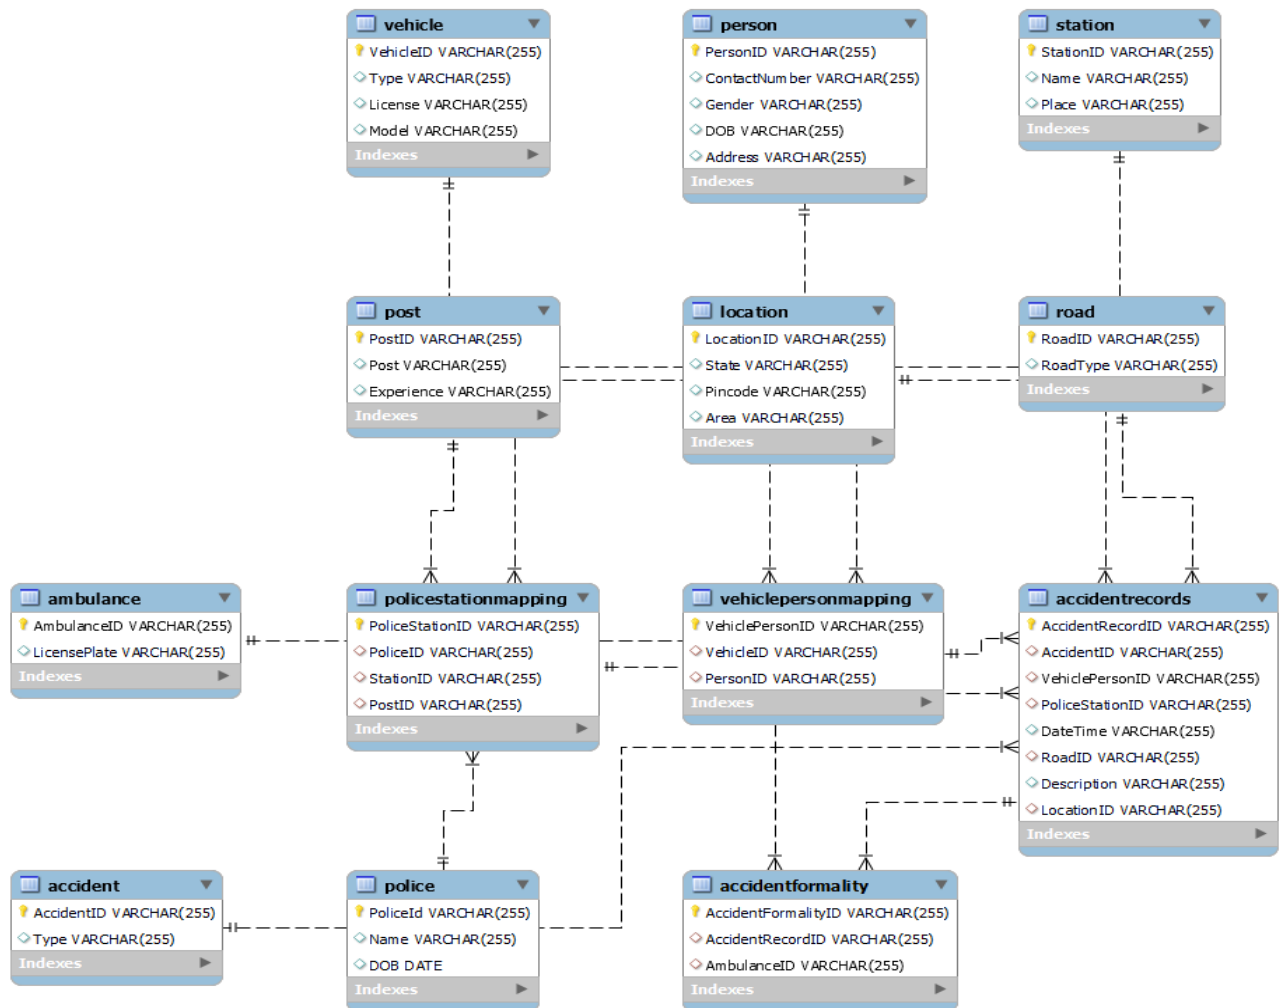 vehicle
VehicleID VARCHAR(255)
Type VARCHAR(255)
License VARCHAR(255)
Model VARCHAR(255)
Indexes
person
PersonID VARCHAR(255)
ContactNumber VARCHAR(255)
Gender VARCHAR(255)
DOB VARCHAR(255)
Address VARCHAR(255)
Indexes
station
StationID VARCHAR(255)
Name VARCHAR(255)
Place VARCHAR(255)
Indexes
post
PostID VARCHAR(255)
Post VARCHAR(255)
Experience VARCHAR(255)
Indexes
location
LocationID VARCHAR(255)
State VARCHAR(255)
Pincode VARCHAR(255)
Area VARCHAR(255)
Indexes
road
RoadID VARCHAR(255)
RoadType VARCHAR(255)
Indexes
ambulance
AmbulanceID VARCHAR(255)
LicensePlate VARCHAR(255)
Indexes
policestationmapping
PoliceStationID VARCHAR(255)
PoliceID VARCHAR(255)
StationID VARCHAR(255)
PostID VARCHAR(255)
Indexes
vehiclepersonmapping
VehiclePersonID VARCHAR(255)
VehicleID VARCHAR(255)
PersonID VARCHAR(255)
Indexes
accidentrecords
AccidentRecordID VARCHAR(255)
AccidentID VARCHAR(255)
VehiclePersonID VARCHAR(255)
PoliceStationID VARCHAR(255)
DateTime VARCHAR(255)
RoadID VARCHAR(255)
Description VARCHAR(255)
LocationID VARCHAR(255)
Indexes
accident
AccidentID VARCHAR(255)
Type VARCHAR(255)
Indexes
police
PoliceId VARCHAR(255)
Name VARCHAR(255)
DOB DATE
Indexes
accidentformality
AccidentFormalityID VARCHAR(255)
AccidentRecordID VARCHAR(255)
AmbulanceID VARCHAR(255)
Indexes